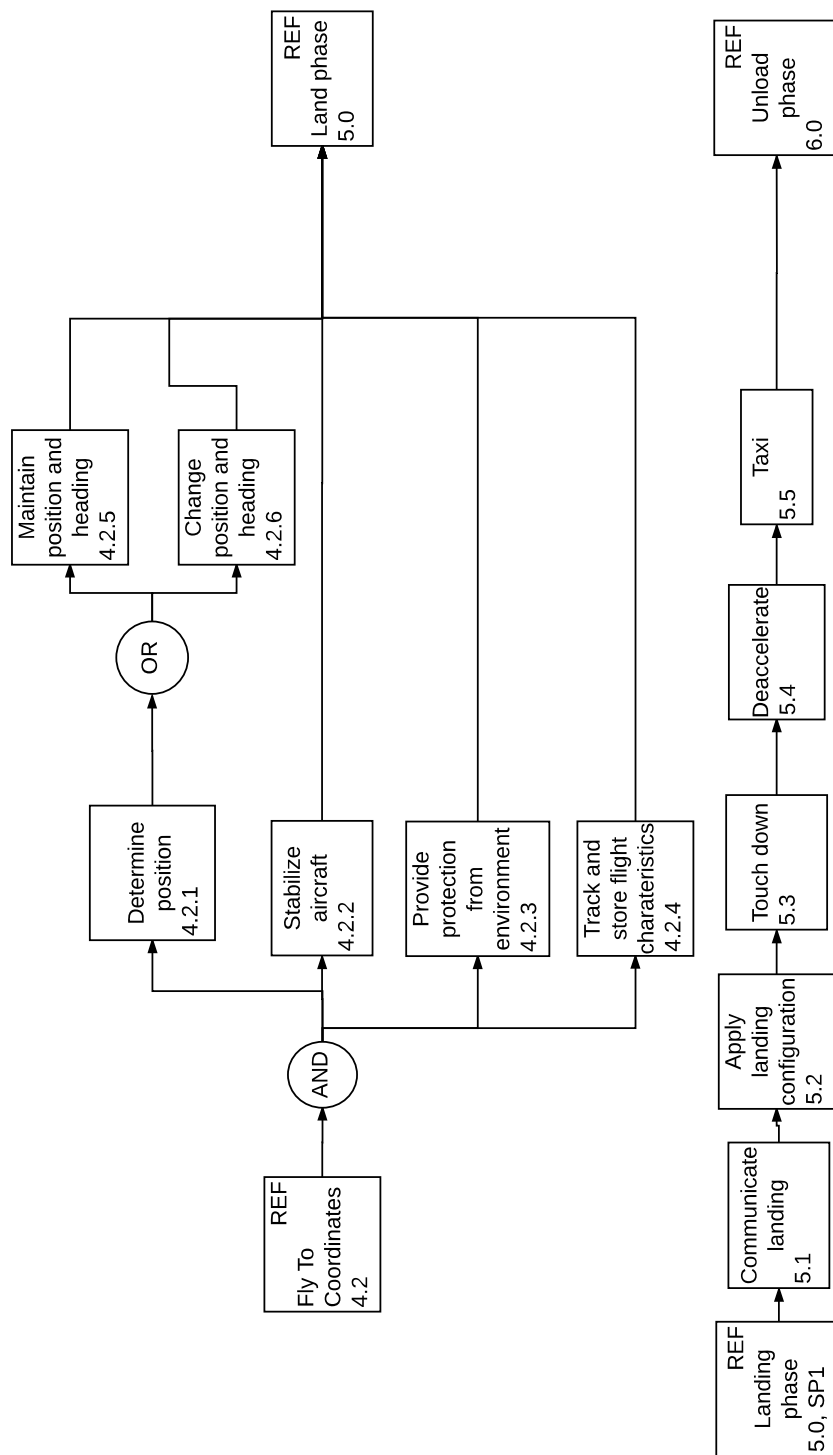 REF
Fly To
Coordinates
4.2
AND
Determine
position
4.2.1
OR
Maintain
position and
heading
4.2.5
Change
position and
heading
4.2.6
Stabilize
aircraft
4.2.2
Provide
protection
from
environment
4.2.3
Track and
store flight
charateristics
4.2.4
REF
Land phase
5.0
REF
Landing
phase
5.0, SP1
Communicate
landing
5.1
Apply
landing
configuration
5.2
Touch down
5.3
Deaccelerate
5.4
Taxi
5.5
REF
Unload
phase
6.0